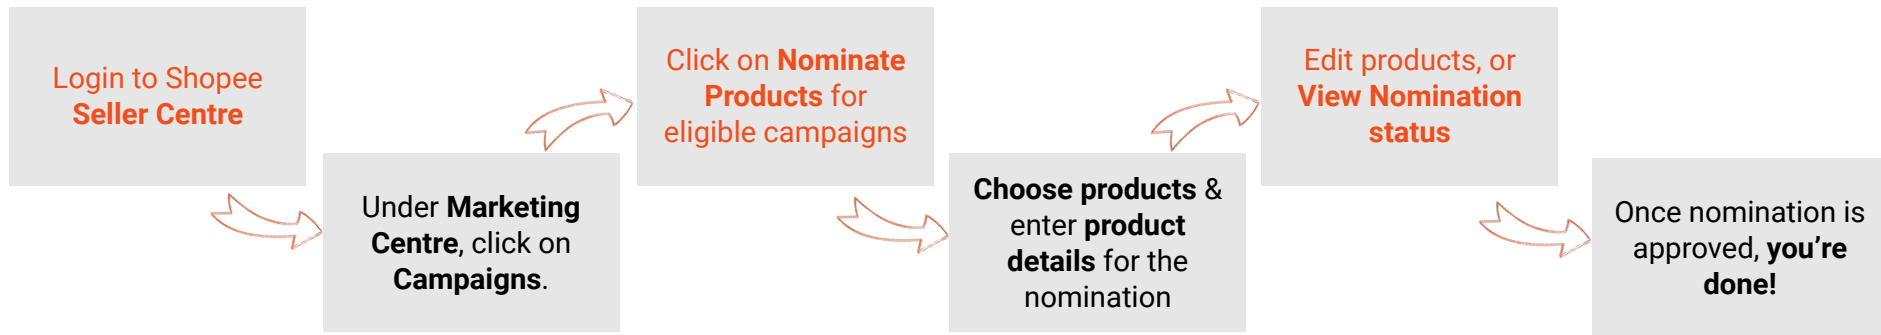 Login to Shopee
Seller Centre
Under Marketing
Centre, click on
Campaigns.
Click on Nominate
Products for
eligible campaigns
Choose products &
enter product
details for the
nomination
Edit products, or
View Nomination
status
Once nomination is
approved, you’re
done!